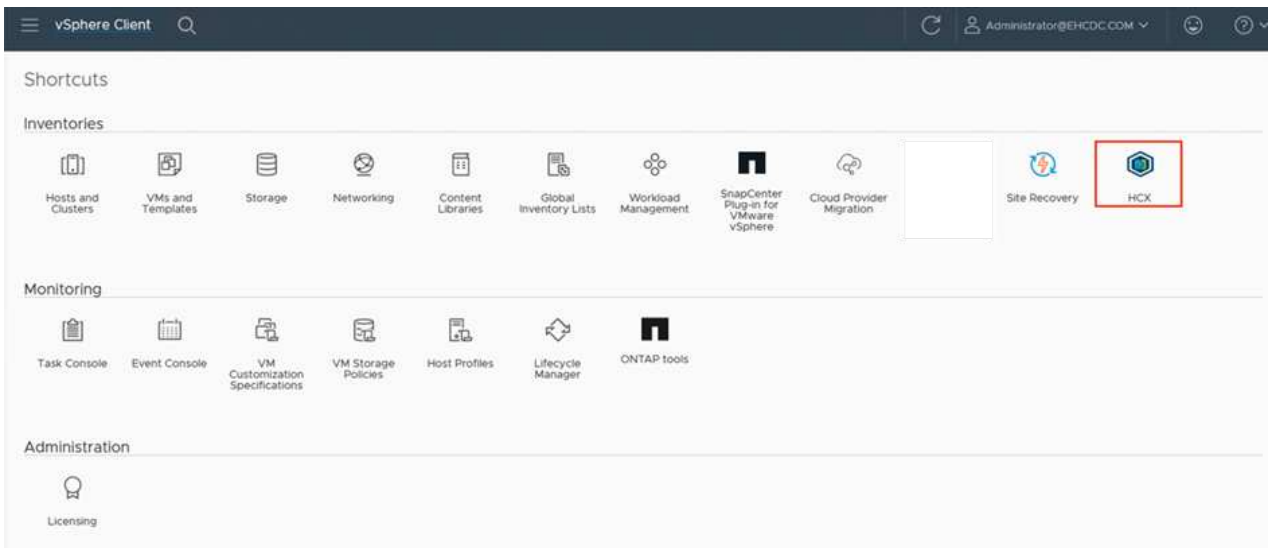 vSphere Client
Administrator@EHCDC.COM
Shortcuts
Inventories
Hosts and
Clusters
VMs and
Templates
Storage
Networking
Content
Libraries
Global
Inventory Lists
Workload
Management
SnapCenter
Plug-in for
VMware
vSphere
Cloud Provider
Migration
Site Recovery
HCX
Monitoring
Task Console
Event Console
VM
Customization
Specifications
VM Storage
Policies
Host Profiles
Lifecycle
Manager
ONTAP tools
Administration
Licensing